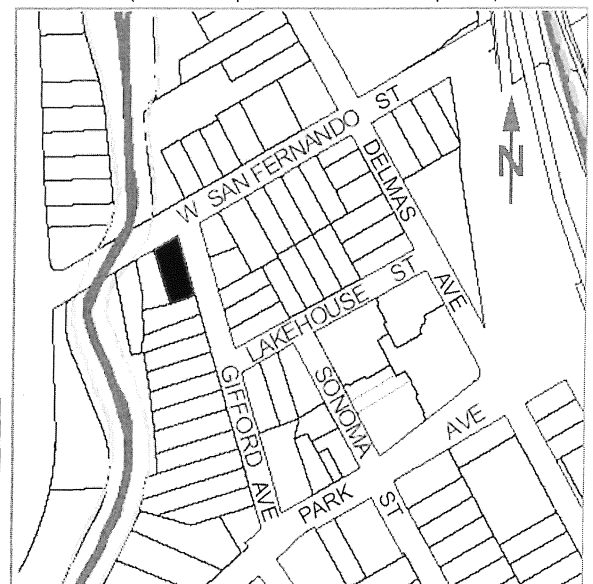 W SAN FERNANDO ST
DELMAS AVE
N
LAKEHOUSE ST
GIFFORD AVE
SONOMA ST
PARK AVE